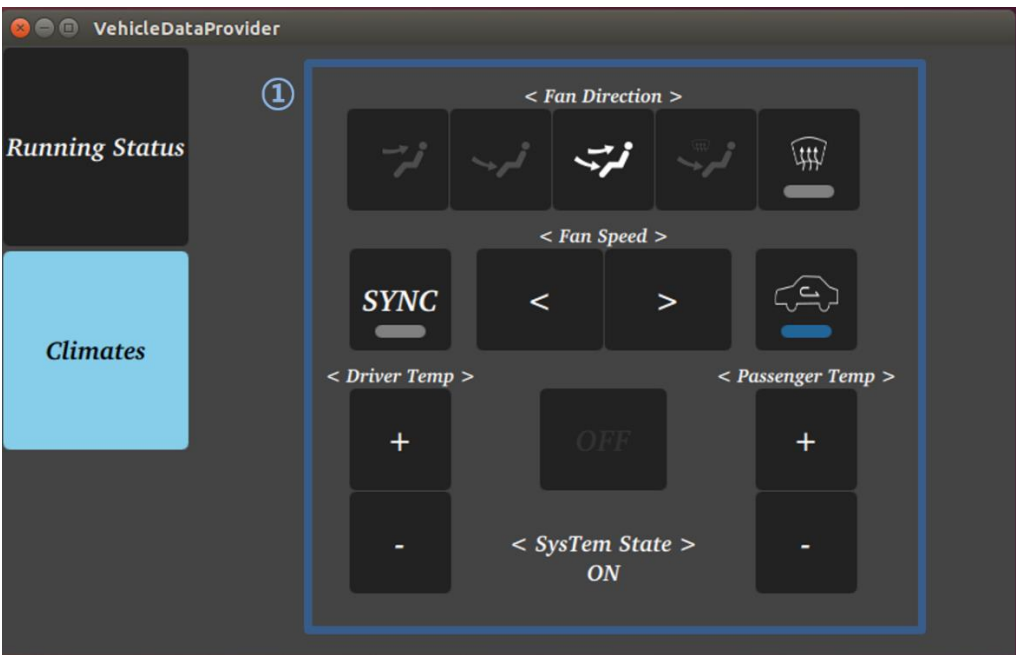 VehicleDataProvider
Running Status
Climates
①
< Fan Direction >
< Fan Speed >
SYNC
<
>
< Driver Temp >
< Passenger Temp >
+
OFF
+
-
< SysTem State >
ON
-